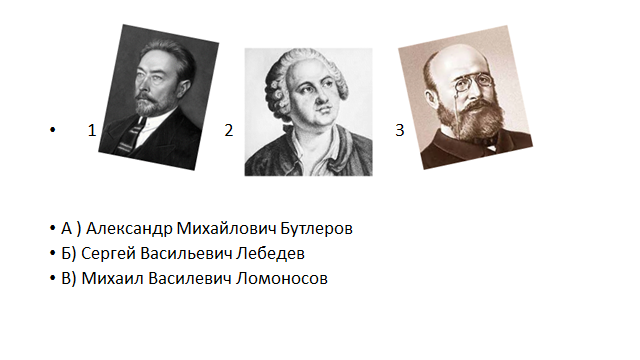 • 1 2 3
• А ) Александр Михайлович Бутлеров
• Б) Сергей Васильевич Лебедев
• В) Михаил Василевич Ломоносов